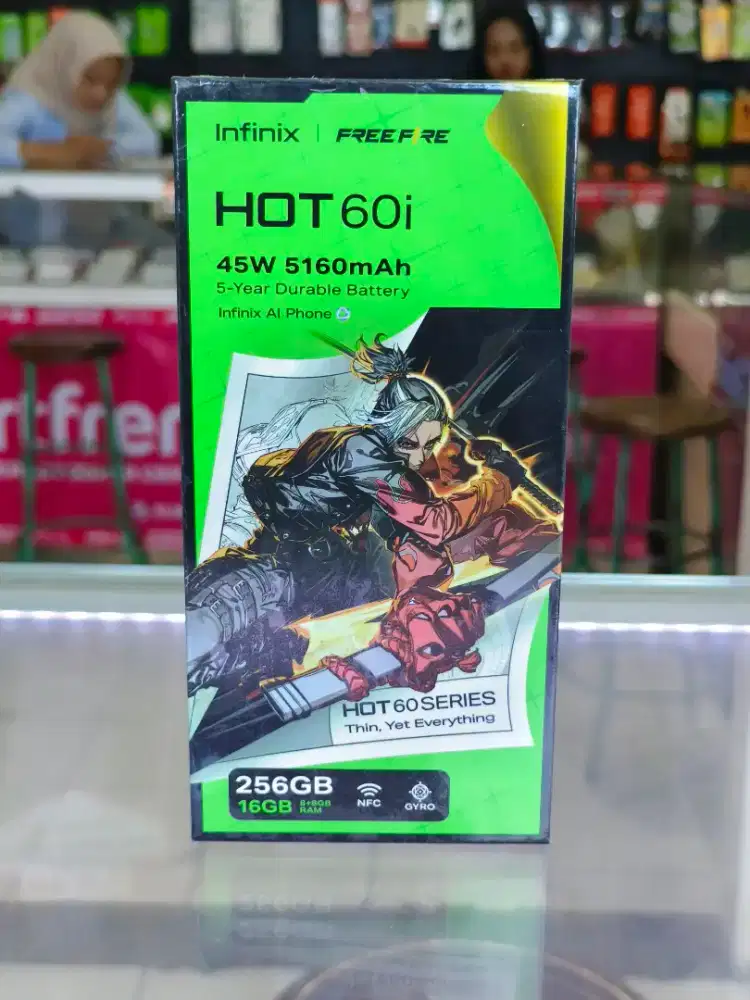 Infinix | FREE FIRE
HOT 60i
45W 5160mAh
5-Year Durable Battery
Infinix AI Phone
HOT 60 SERIES
Thin, Yet Everything
256GB
16GB 8+8GB RAM
NFC
GYRO
rtfren